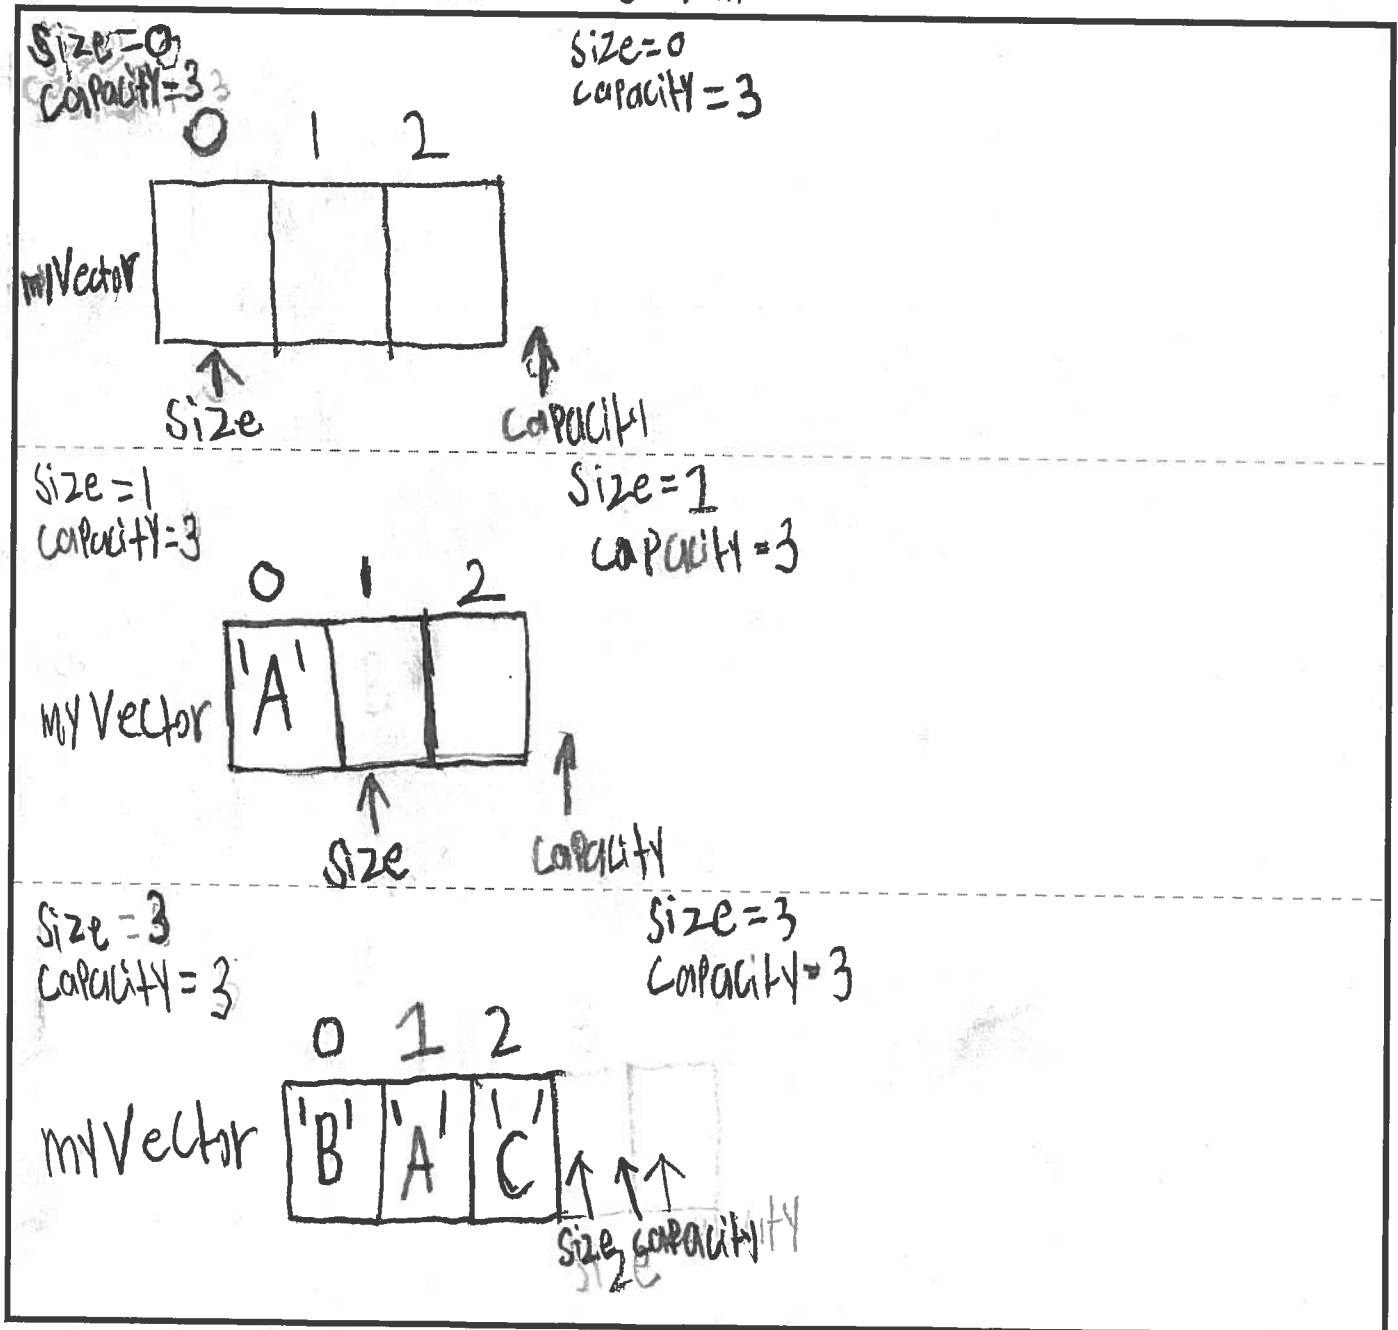 Size=0
Capacity=3
Size=0
Capacity=3
0 1 2
myVector
Size
Capacity
Size=1
Capacity=3
Size=1
Capacity=3
0 1 2
'A'
myVector
Size
Capacity
Size=3
Capacity=3
Size=3
Capacity=3
0 1 2
myVector 'B' 'A' 'C'
Size, Capacity